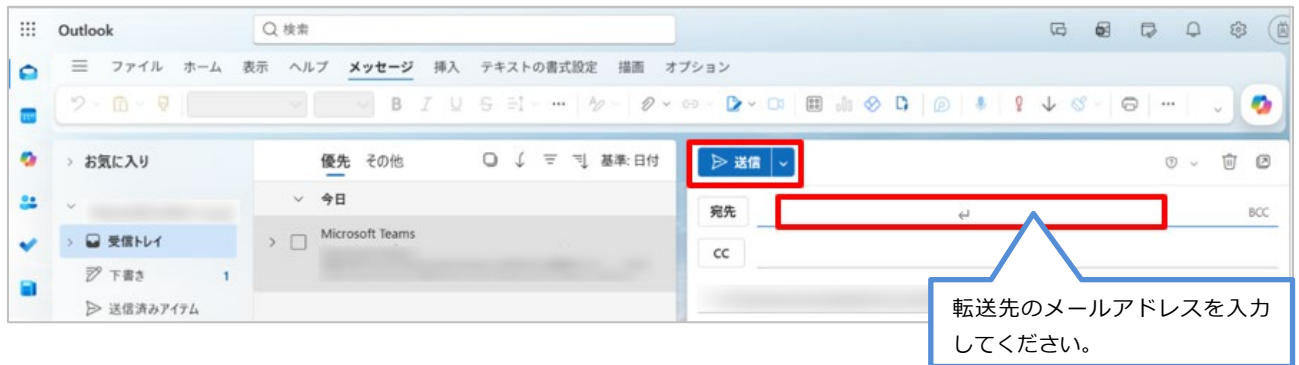 Outlook
検索
ファイル ホーム 表示 ヘルプ メッセージ 挿入 テキストの書式設定 描画 オプション
B I U S
お気に入り
優先 その他 基準: 日付
送信
今日
宛先 BCC
受信トレイ
Microsoft Teams
CC
下書き 1
送信済みアイテム
転送先のメールアドレスを入力
してください。